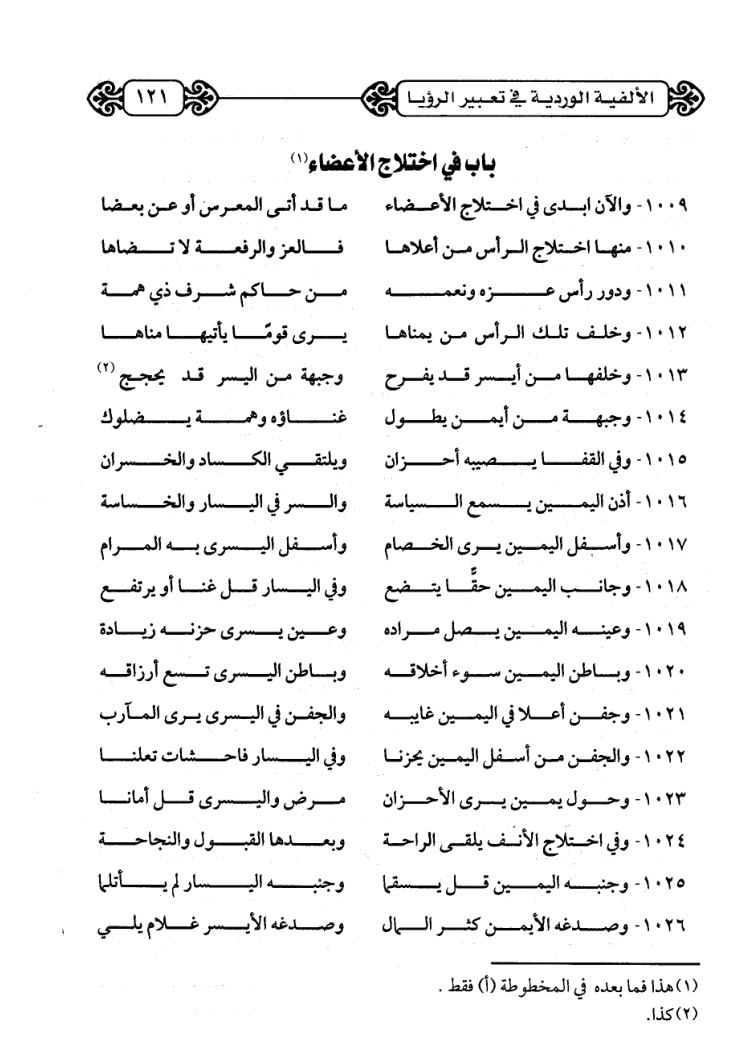 الألفية الوردية في تعبير الرؤيا ١٢١
باب في اختلاج الأعضاء(١)
١٠٠٩- والآن ابدى في اختلاج الأعضاء ما قد أتى المعرس أو عن بعضا
١٠١٠- منها اختلاج الرأس من أعلاها فالعز والرفعة لا تضاها
١٠١١- ودور رأس عزه ونعمه من حاكم شرف ذي همة
١٠١٢- وخلف تلك الرأس من يمناها يرى قومًا يأتيها مناها
١٠١٣- وخلفها من أيسر قد يفرح وجبهة من اليسر قد يحجج (٢)
١٠١٤- وجبهة من أيمن يطول غناؤه وهمة يضلوك
١٠١٥- وفي القفا يصيبه أحزان ويلتقي الكساد والخسران
١٠١٦- أذن اليمين يسمع السياسة والسر في اليسار والخساسة
١٠١٧- وأسفل اليمين يرى الخصام وأسفل اليسرى به المرام
١٠١٨- وجانب اليمين حقًّا يتضع وفي اليسار قل غنا أو يرتفع
١٠١٩- وعينه اليمين يصل مراده وعين يسرى حزنه زيادة
١٠٢٠- وباطن اليمين سوء أخلاقه وباطن اليسرى تسع أرزاقه
١٠٢١- وجفن أعلا في اليمين غايبه والجفن في اليسرى يرى المآرب
١٠٢٢- والجفن من أسفل اليمين يحزنا وفي اليسار فاحشات تعلنا
١٠٢٣- وحول يمين يرى الأحزان مرض واليسرى قل أمانا
١٠٢٤- وفي اختلاج الأنف يلقى الراحة وبعدها القبول والنجاحة
١٠٢٥- وجنبه اليمين قل يسقما وجنبه اليسار لم يأتلما
١٠٢٦- وصدغه الأيمن كثر المال وصدغه الأيسر غلام يلي
(١) هذا فما بعده في المخطوطة (أ) فقط .
(٢) كذا.